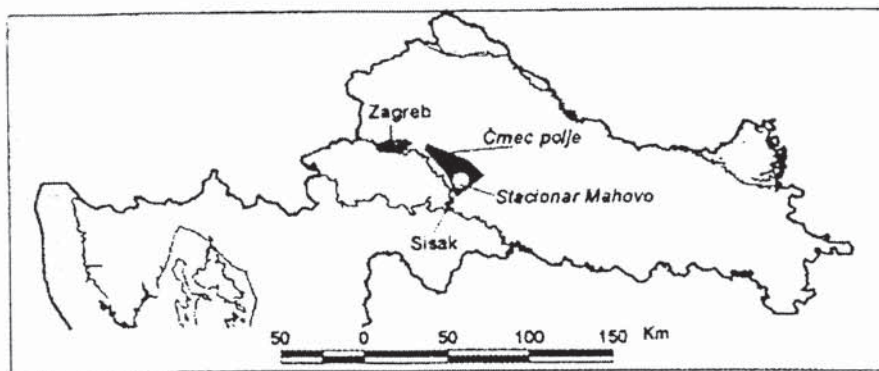 Zagreb
Črnec polje
Stacionar Mahovo
Sisak
50 0 50 100 150 Km